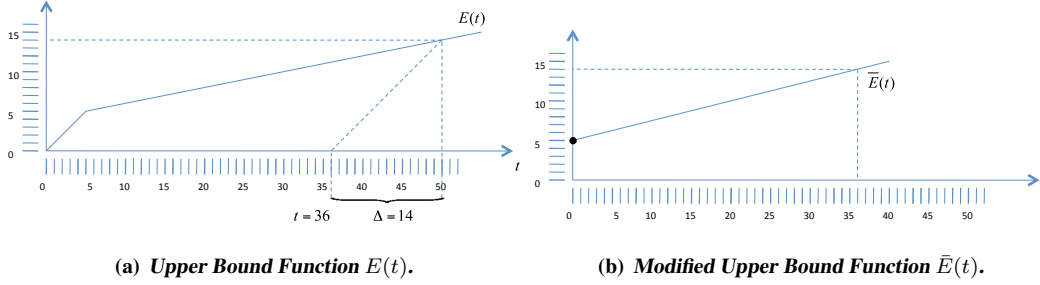 E(t)
15
10
5
0
0 5 10 15 20 25 30 35 40 45 50
t
t = 36 Δ = 14
(a) Upper Bound Function E(t).
15
10
5
0
E̅(t)
0 5 10 15 20 25 30 35 40 45 50
(b) Modified Upper Bound Function Ē(t).